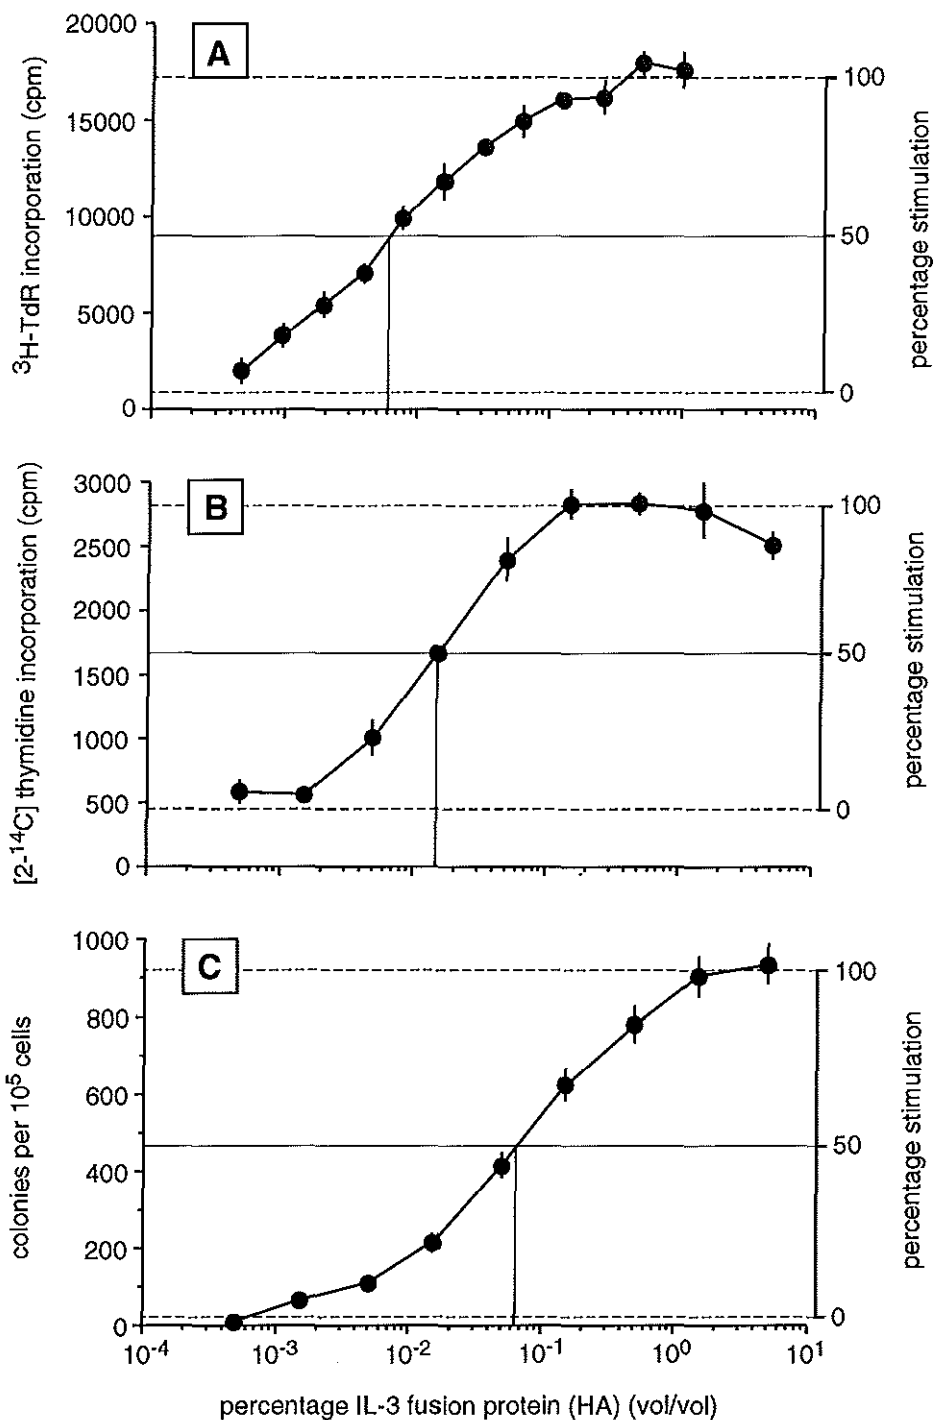 A
20000
15000
10000
5000
0
³H-TdR incorporation (cpm)
100
50
0
percentage stimulation
B
3000
2500
2000
1500
1000
500
0
[2-¹⁴C] thymidine incorporation (cpm)
100
50
0
percentage stimulation
C
1000
800
600
400
200
0
colonies per 10⁵ cells
100
50
0
percentage stimulation
10⁻⁴ 10⁻³ 10⁻² 10⁻¹ 10⁰ 10¹
percentage IL-3 fusion protein (HA) (vol/vol)